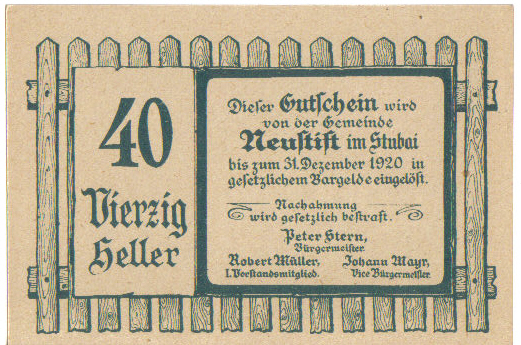 40
Vierzig
Heller
Dieser Gutschein wird
von der Gemeinde
Neustift im Stubai
bis zum 31. Dezember 1920 in
gesetzlichem Bargelde eingelöst.
Nachahmung
wird gesetzlich bestraft.
Peter Stern,
Bürgermeister
Robert Müller,
I. Vorstandsmitglied.
Johann Mayr,
Vice Bürgermeister